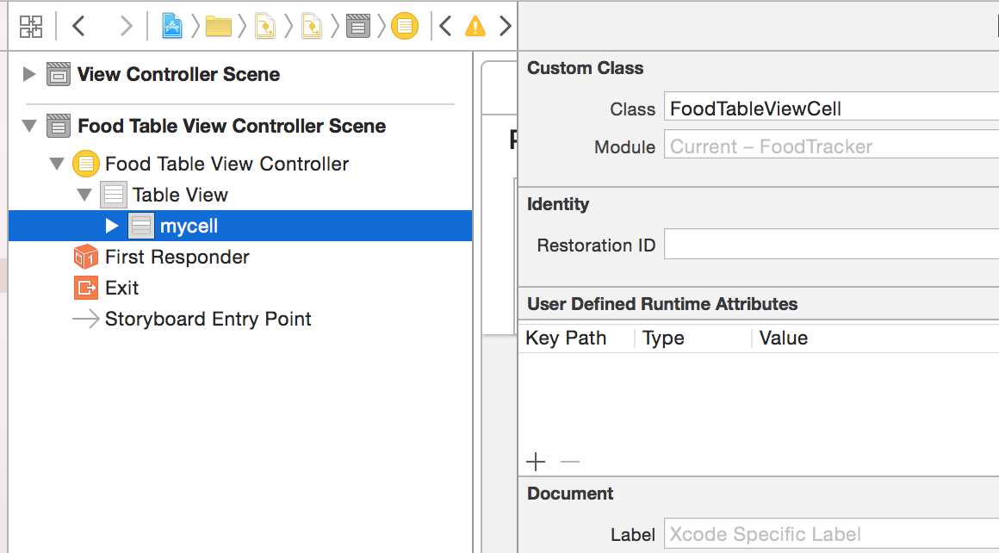 View Controller Scene
Food Table View Controller Scene
Food Table View Controller
Table View
mycell
First Responder
Exit
Storyboard Entry Point
Custom Class
Class FoodTableViewCell
Module Current – FoodTracker
Identity
Restoration ID
User Defined Runtime Attributes
Key Path Type Value
Document
Label Xcode Specific Label